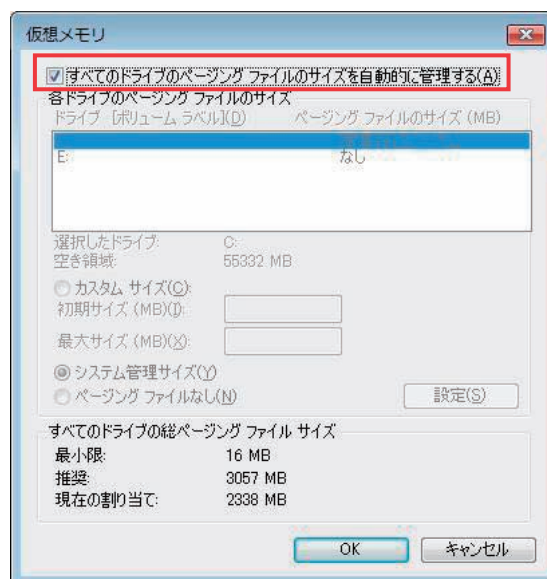 仮想メモリ
すべてのドライブのページング ファイルのサイズを自動的に管理する(A)
各ドライブのページング ファイルのサイズ
ドライブ [ボリューム ラベル](D) ページング ファイルのサイズ (MB)
E: なし
選択したドライブ: C:
空き領域: 55332 MB
カスタム サイズ(C):
初期サイズ (MB)(I):
最大サイズ (MB)(X):
システム管理サイズ(Y)
ページング ファイルなし(N) 設定(S)
すべてのドライブの総ページング ファイル サイズ
最小限: 16 MB
推奨: 3057 MB
現在の割り当て: 2338 MB
OK キャンセル